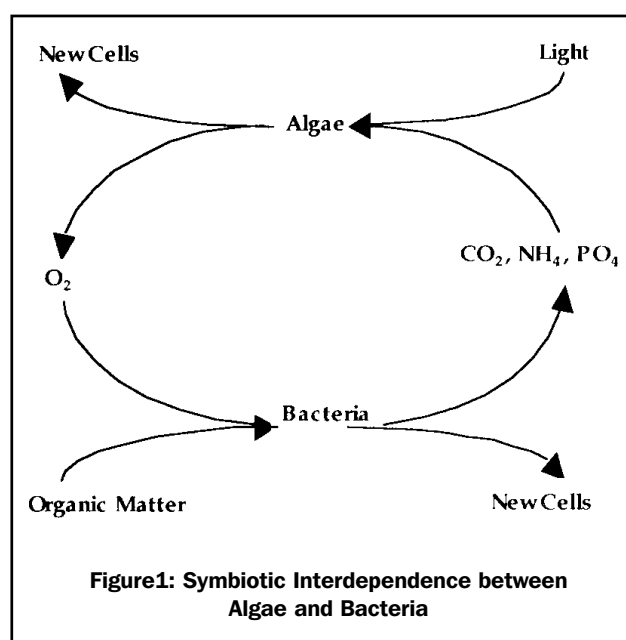 New Cells
Light
Algae
CO₂, NH₄, PO₄
O₂
Bacteria
Organic Matter
New Cells
Figure1: Symbiotic Interdependence between
Algae and Bacteria